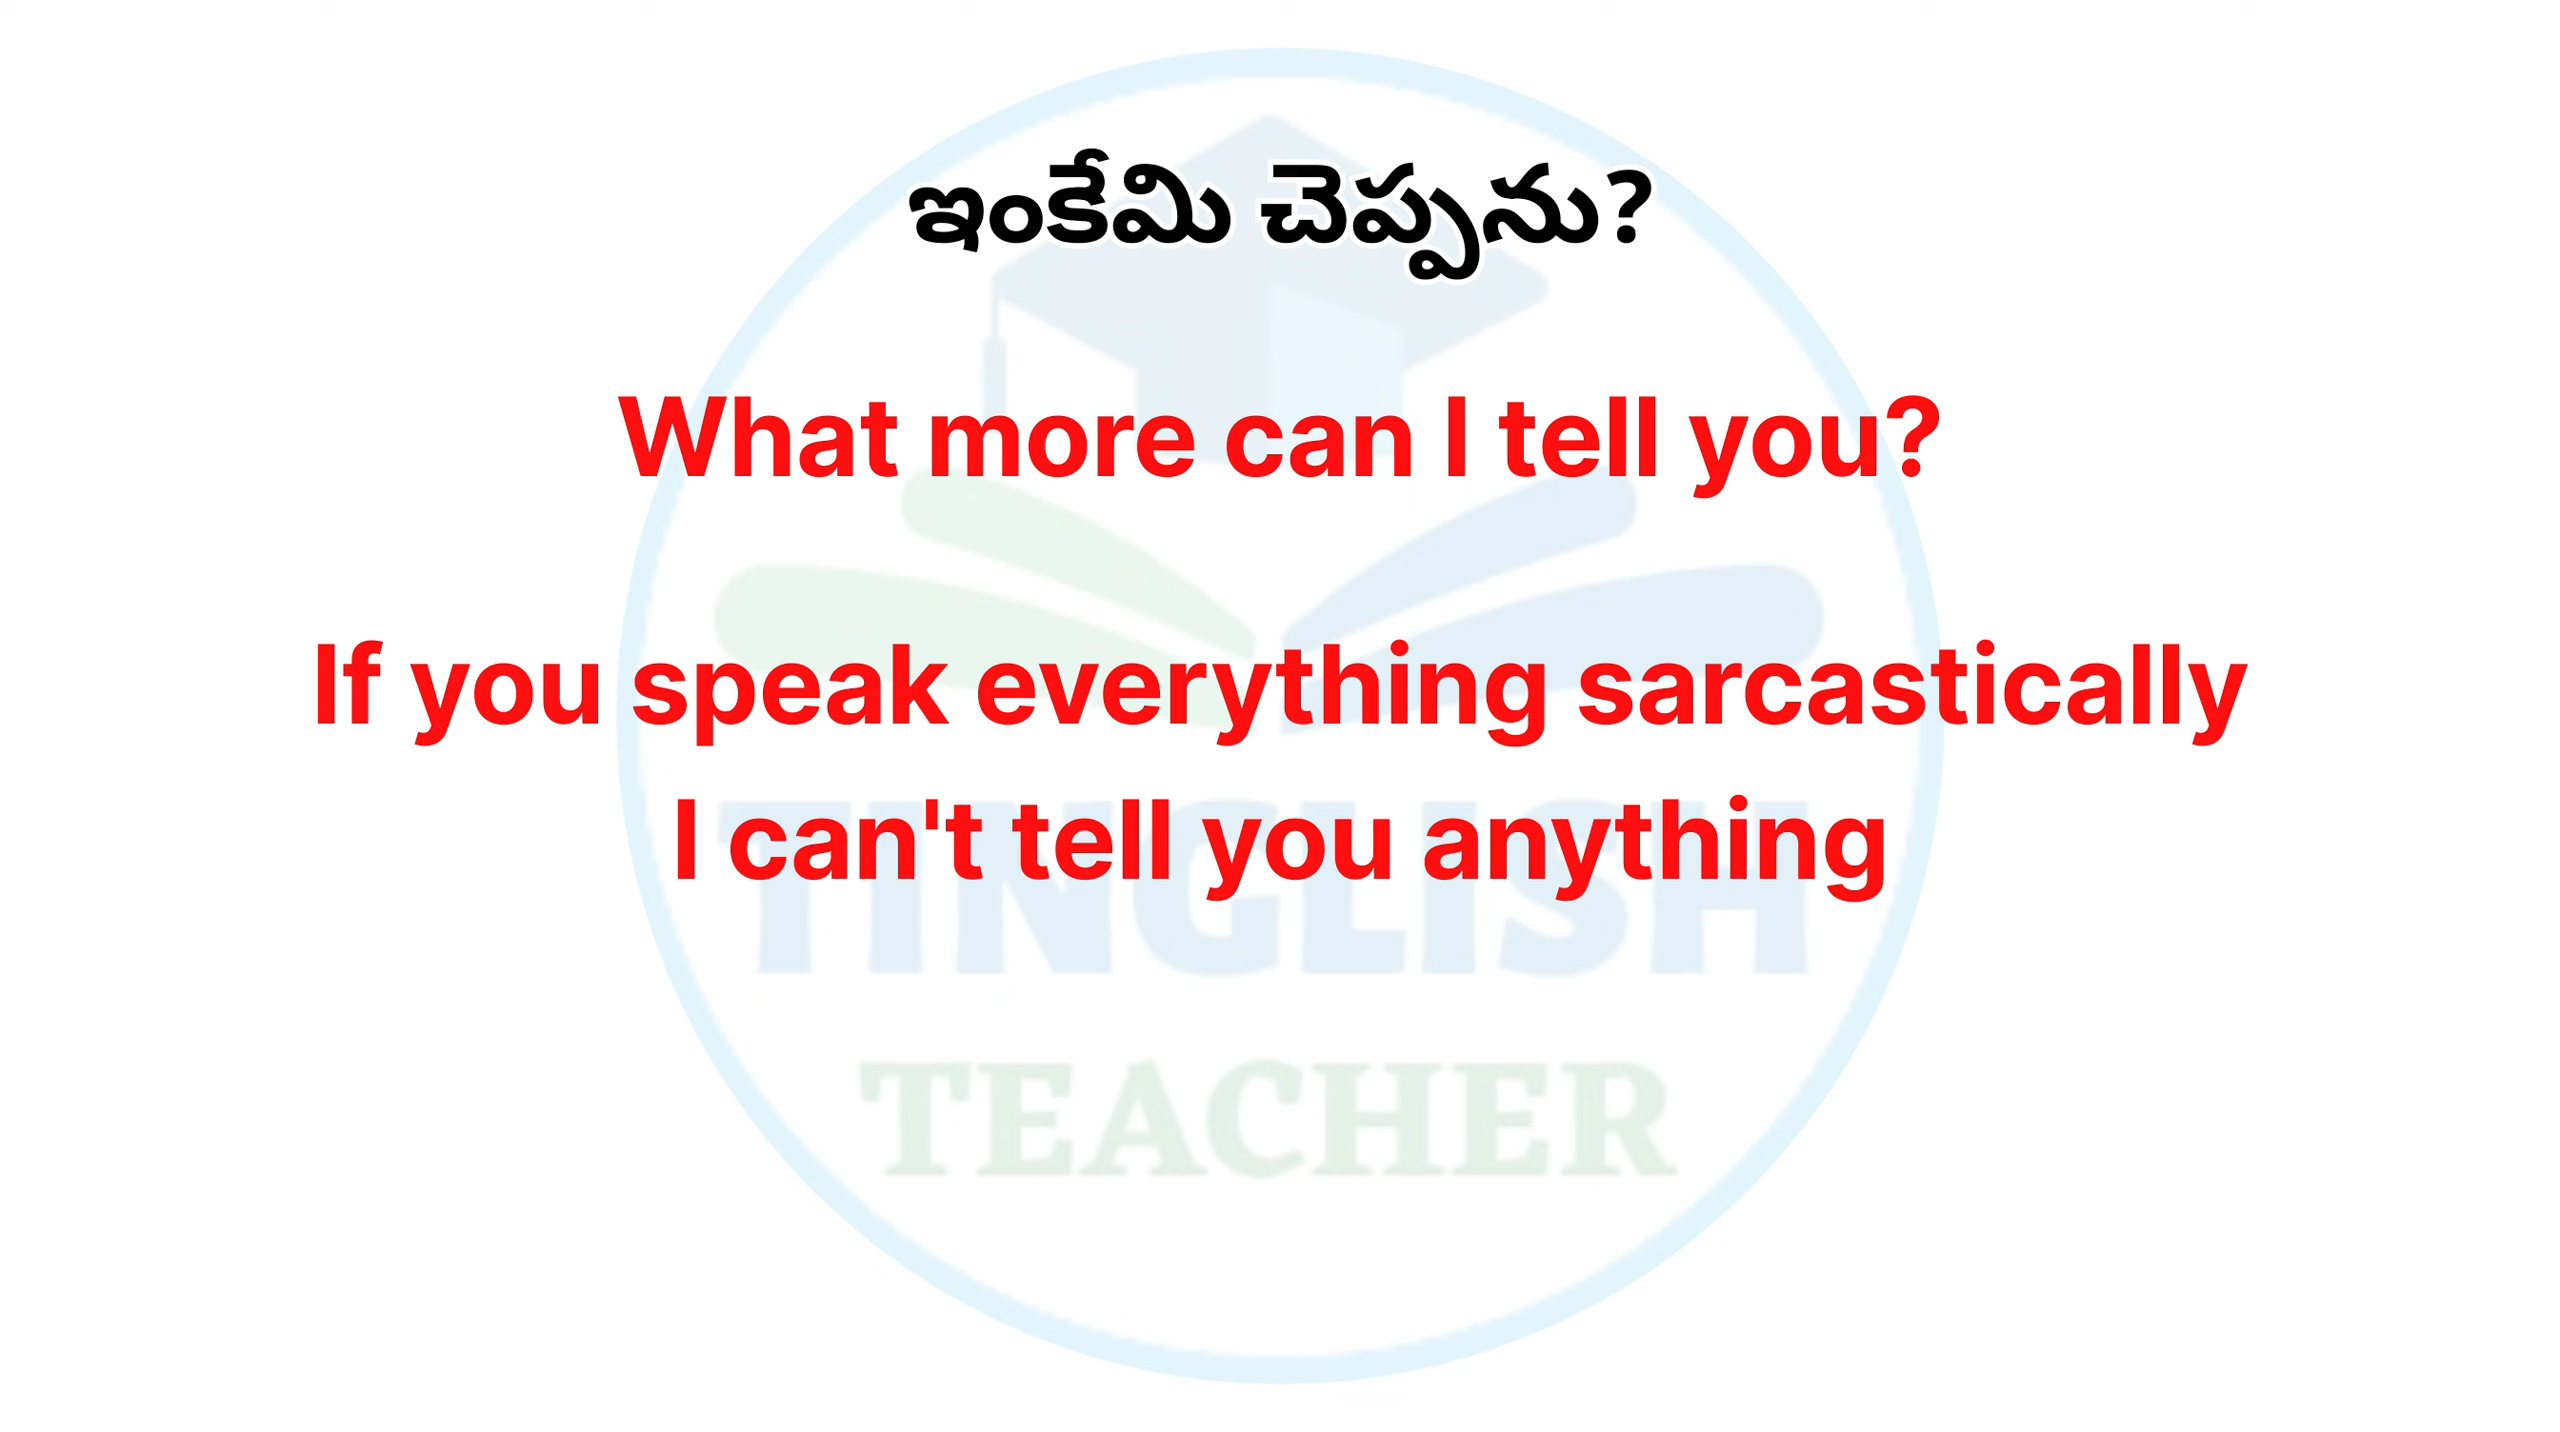 ఇంకేమి చెప్పను?
What more can I tell you?
If you speak everything sarcastically
I can't tell you anything
TINGLISH
TEACHER